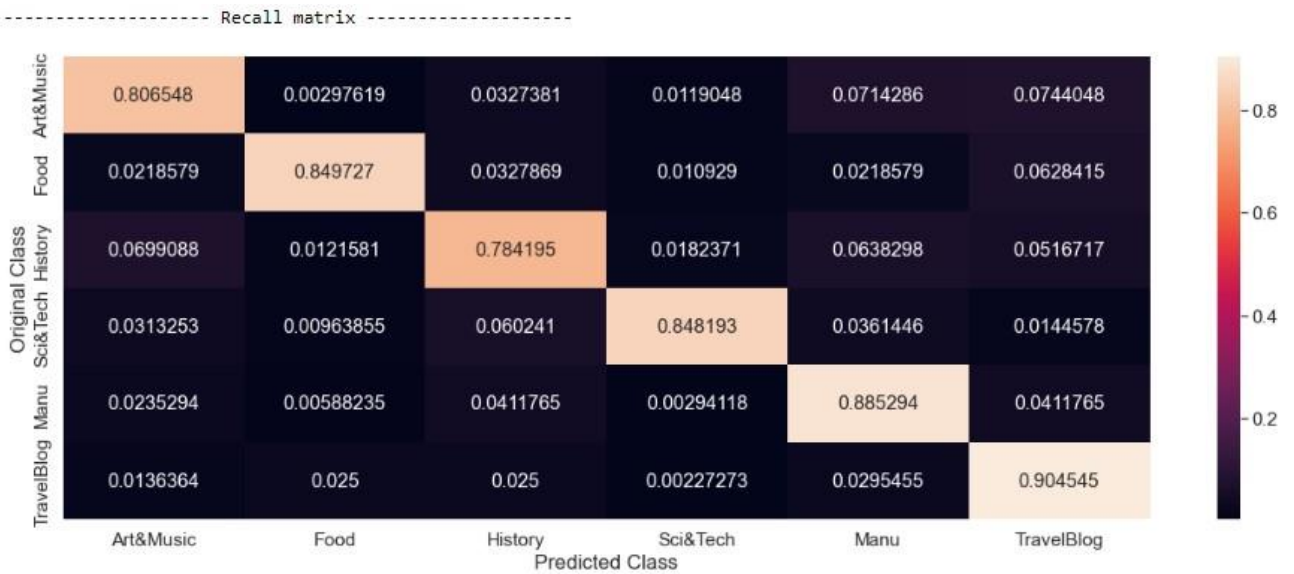 -------------------- Recall matrix --------------------
Art&Music 0.806548 0.00297619 0.0327381 0.0119048 0.0714286 0.0744048
Food 0.0218579 0.849727 0.0327869 0.010929 0.0218579 0.0628415
History 0.0699088 0.0121581 0.784195 0.0182371 0.0638298 0.0516717
Sci&Tech 0.0313253 0.00963855 0.060241 0.848193 0.0361446 0.0144578
Manu 0.0235294 0.00588235 0.0411765 0.00294118 0.885294 0.0411765
TravelBlog 0.0136364 0.025 0.025 0.00227273 0.0295455 0.904545
Original Class
Art&Music Food History Sci&Tech Manu TravelBlog
Predicted Class
0.8
0.6
0.4
0.2